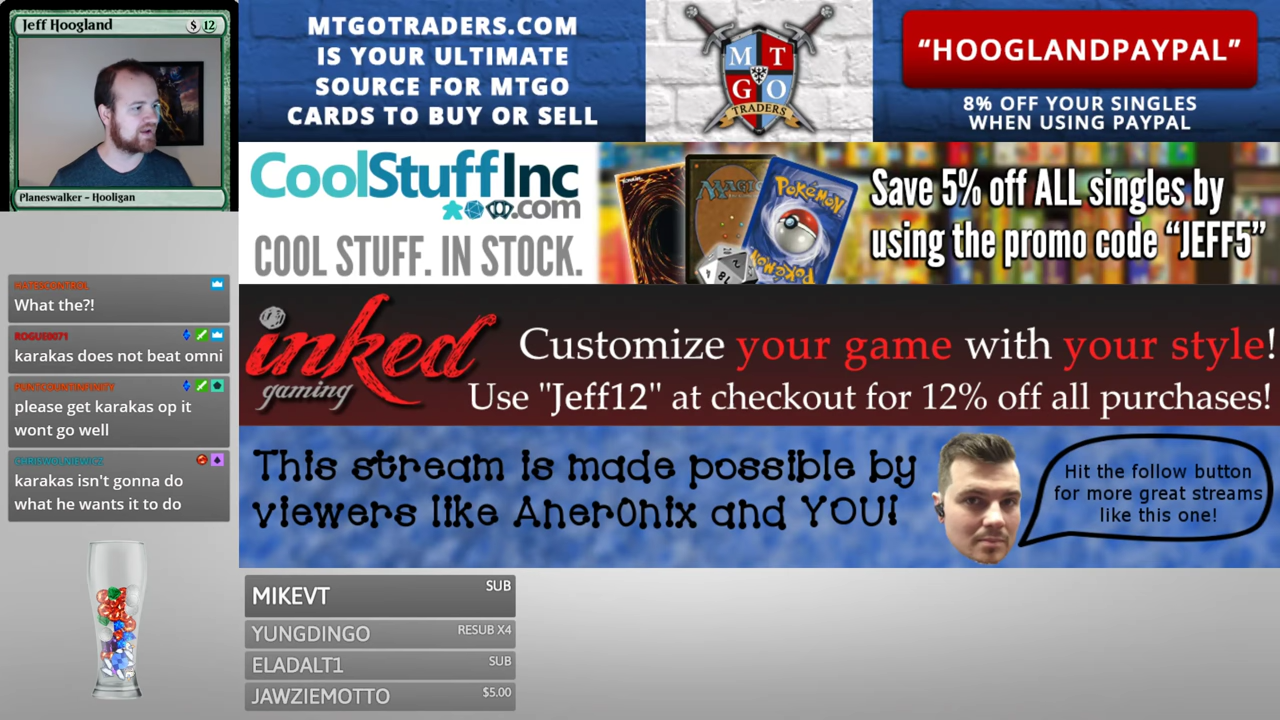 Jeff Hoogland
$ 12
Planeswalker – Hooligan
MTGOTRADERS.COM
IS YOUR ULTIMATE
SOURCE FOR MTGO
CARDS TO BUY OR SELL
M T
G O
TRADERS
“HOOGLANDPAYPAL”
8% OFF YOUR SINGLES
WHEN USING PAYPAL
CoolStuffInc
.com
COOL STUFF. IN STOCK.
MAGIC
Pokémon
18
Save 5% off ALL singles by
using the promo code “JEFF5”
inked
gaming
Customize your game with your style!
Use "Jeff12" at checkout for 12% off all purchases!
This stream is made possible by
viewers like Aner0nix and YOU!
Hit the follow button
for more great streams
like this one!
HATESCONTROL
What the?!
ROGUE0071
karakas does not beat omni
please get karakas op it
wont go well
karakas isn't gonna do
what he wants it to do
MIKEVT SUB
YUNGDINGO RESUB X4
ELADALT1 SUB
JAWZIEMOTTO $5.00